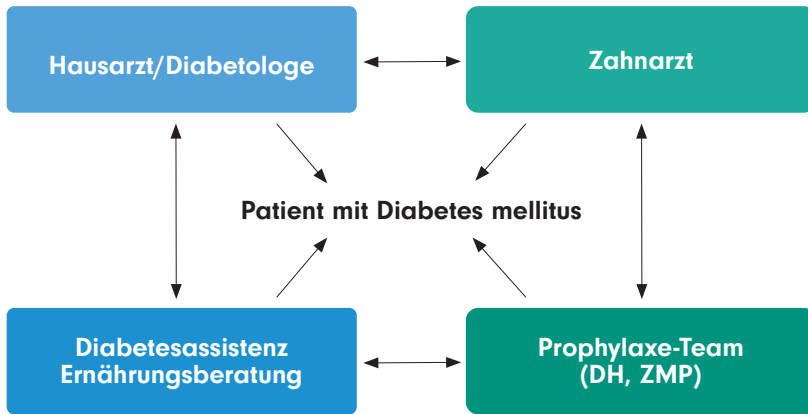 Hausarzt/Diabetologe
Zahnarzt
Patient mit Diabetes mellitus
Diabetesassistenz
Ernährungsberatung
Prophylaxe-Team
(DH, ZMP)